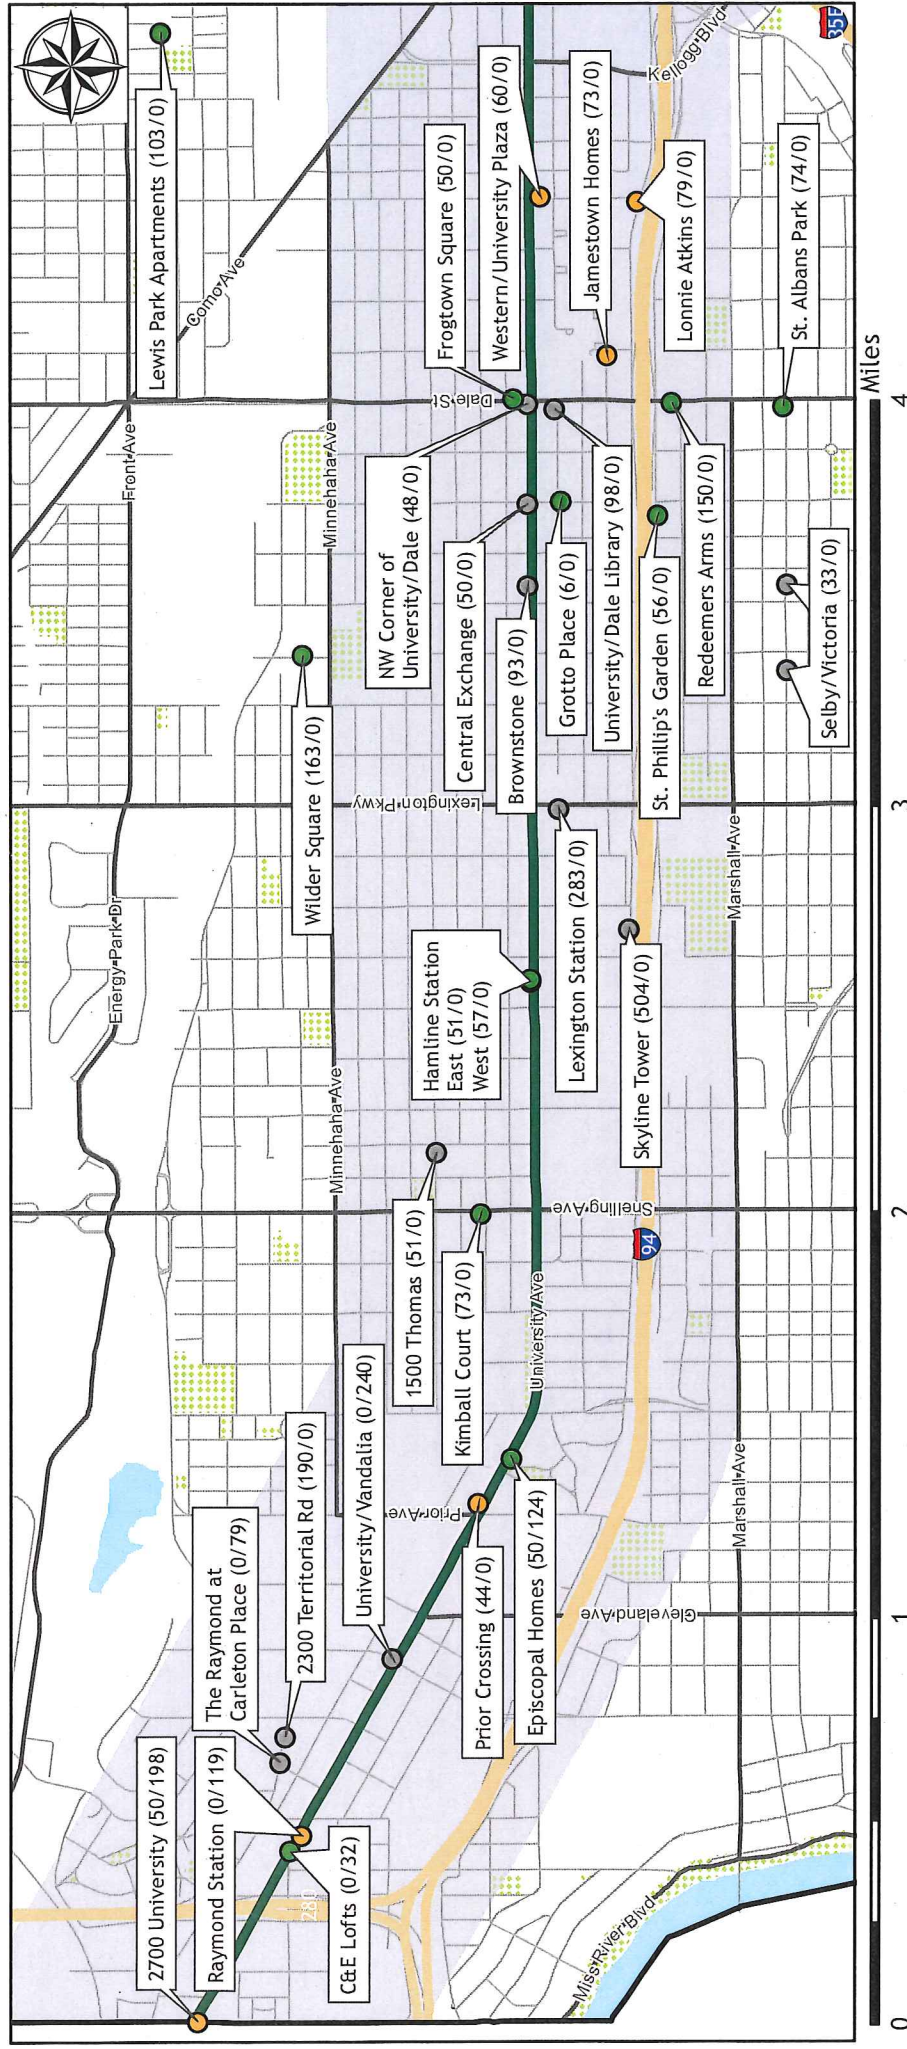 2700 University (50/198)
Raymond Station (0/119)
C&E Lofts (0/32)
The Raymond at
Carleton Place (0/79)
2300 Territorial Rd (190/0)
University/Vandalia (0/240)
Prior Crossing (44/0)
Episcopal Homes (50/124)
1500 Thomas (51/0)
Kimball Court (73/0)
Hamline Station
East (51/0)
West (57/0)
Skyline Tower (504/0)
Lexington Station (283/0)
Wilder Square (163/0)
NW Corner of
University/Dale (48/0)
Central Exchange (50/0)
Brownstone (93/0)
Grotto Place (6/0)
University/Dale Library (98/0)
St. Phillip's Garden (56/0)
Redeemers Arms (150/0)
Selby/Victoria (33/0)
Lewis Park Apartments (103/0)
Frogtown Square (50/0)
Western/University Plaza (60/0)
Jamestown Homes (73/0)
Lonnie Atkins (79/0)
St. Albans Park (74/0)
Energy Park Dr
Front Ave
Como Ave
Minnehaha Ave
Minnehaha Ave
Dale St
Lexington Pkwy
Snelling Ave
University Ave
Prior Ave
Cleveland Ave
Marshall Ave
Marshall Ave
Miss River Blvd
Kellogg Blvd
280
94
35E
0
1
2
3
4
Miles